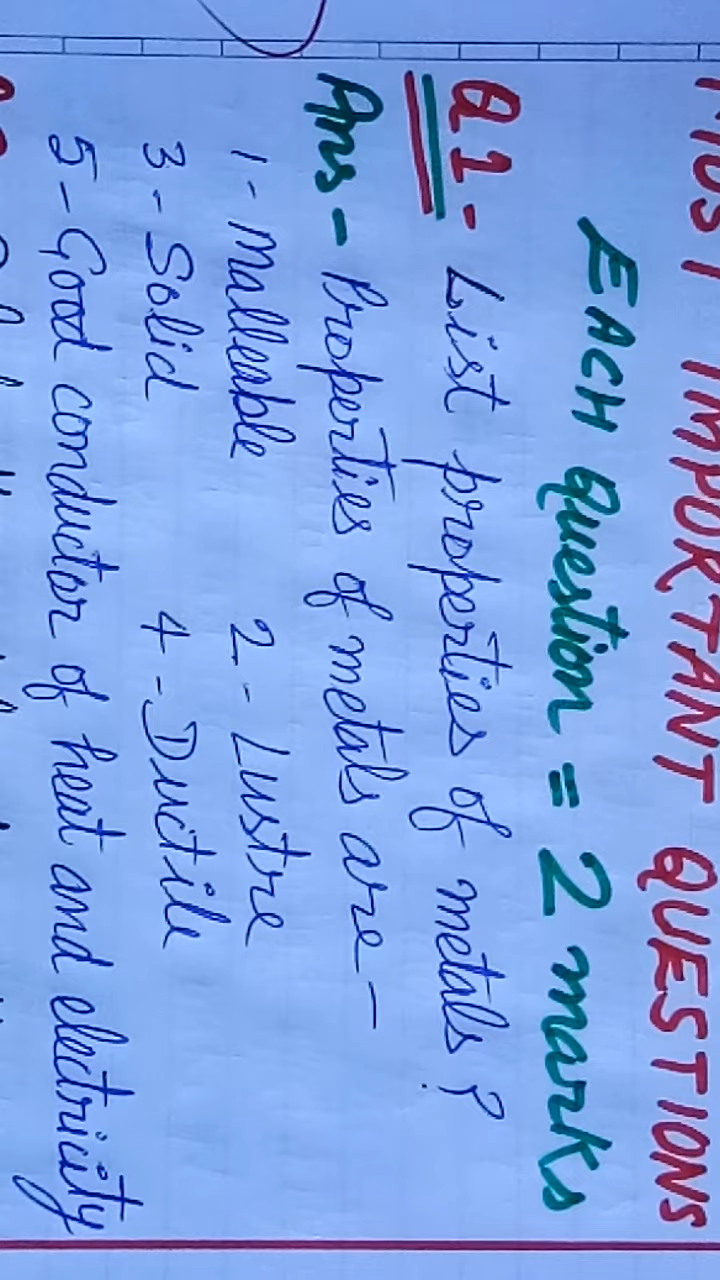 MOST IMPORTANT QUESTIONS
EACH Question = 2 marks
Q1- List properties of metals?
Ans- Properties of metals are-
1- Malleable 2- Lustre
3- Solid 4- Ductile
5- Good conductor of heat and electricity